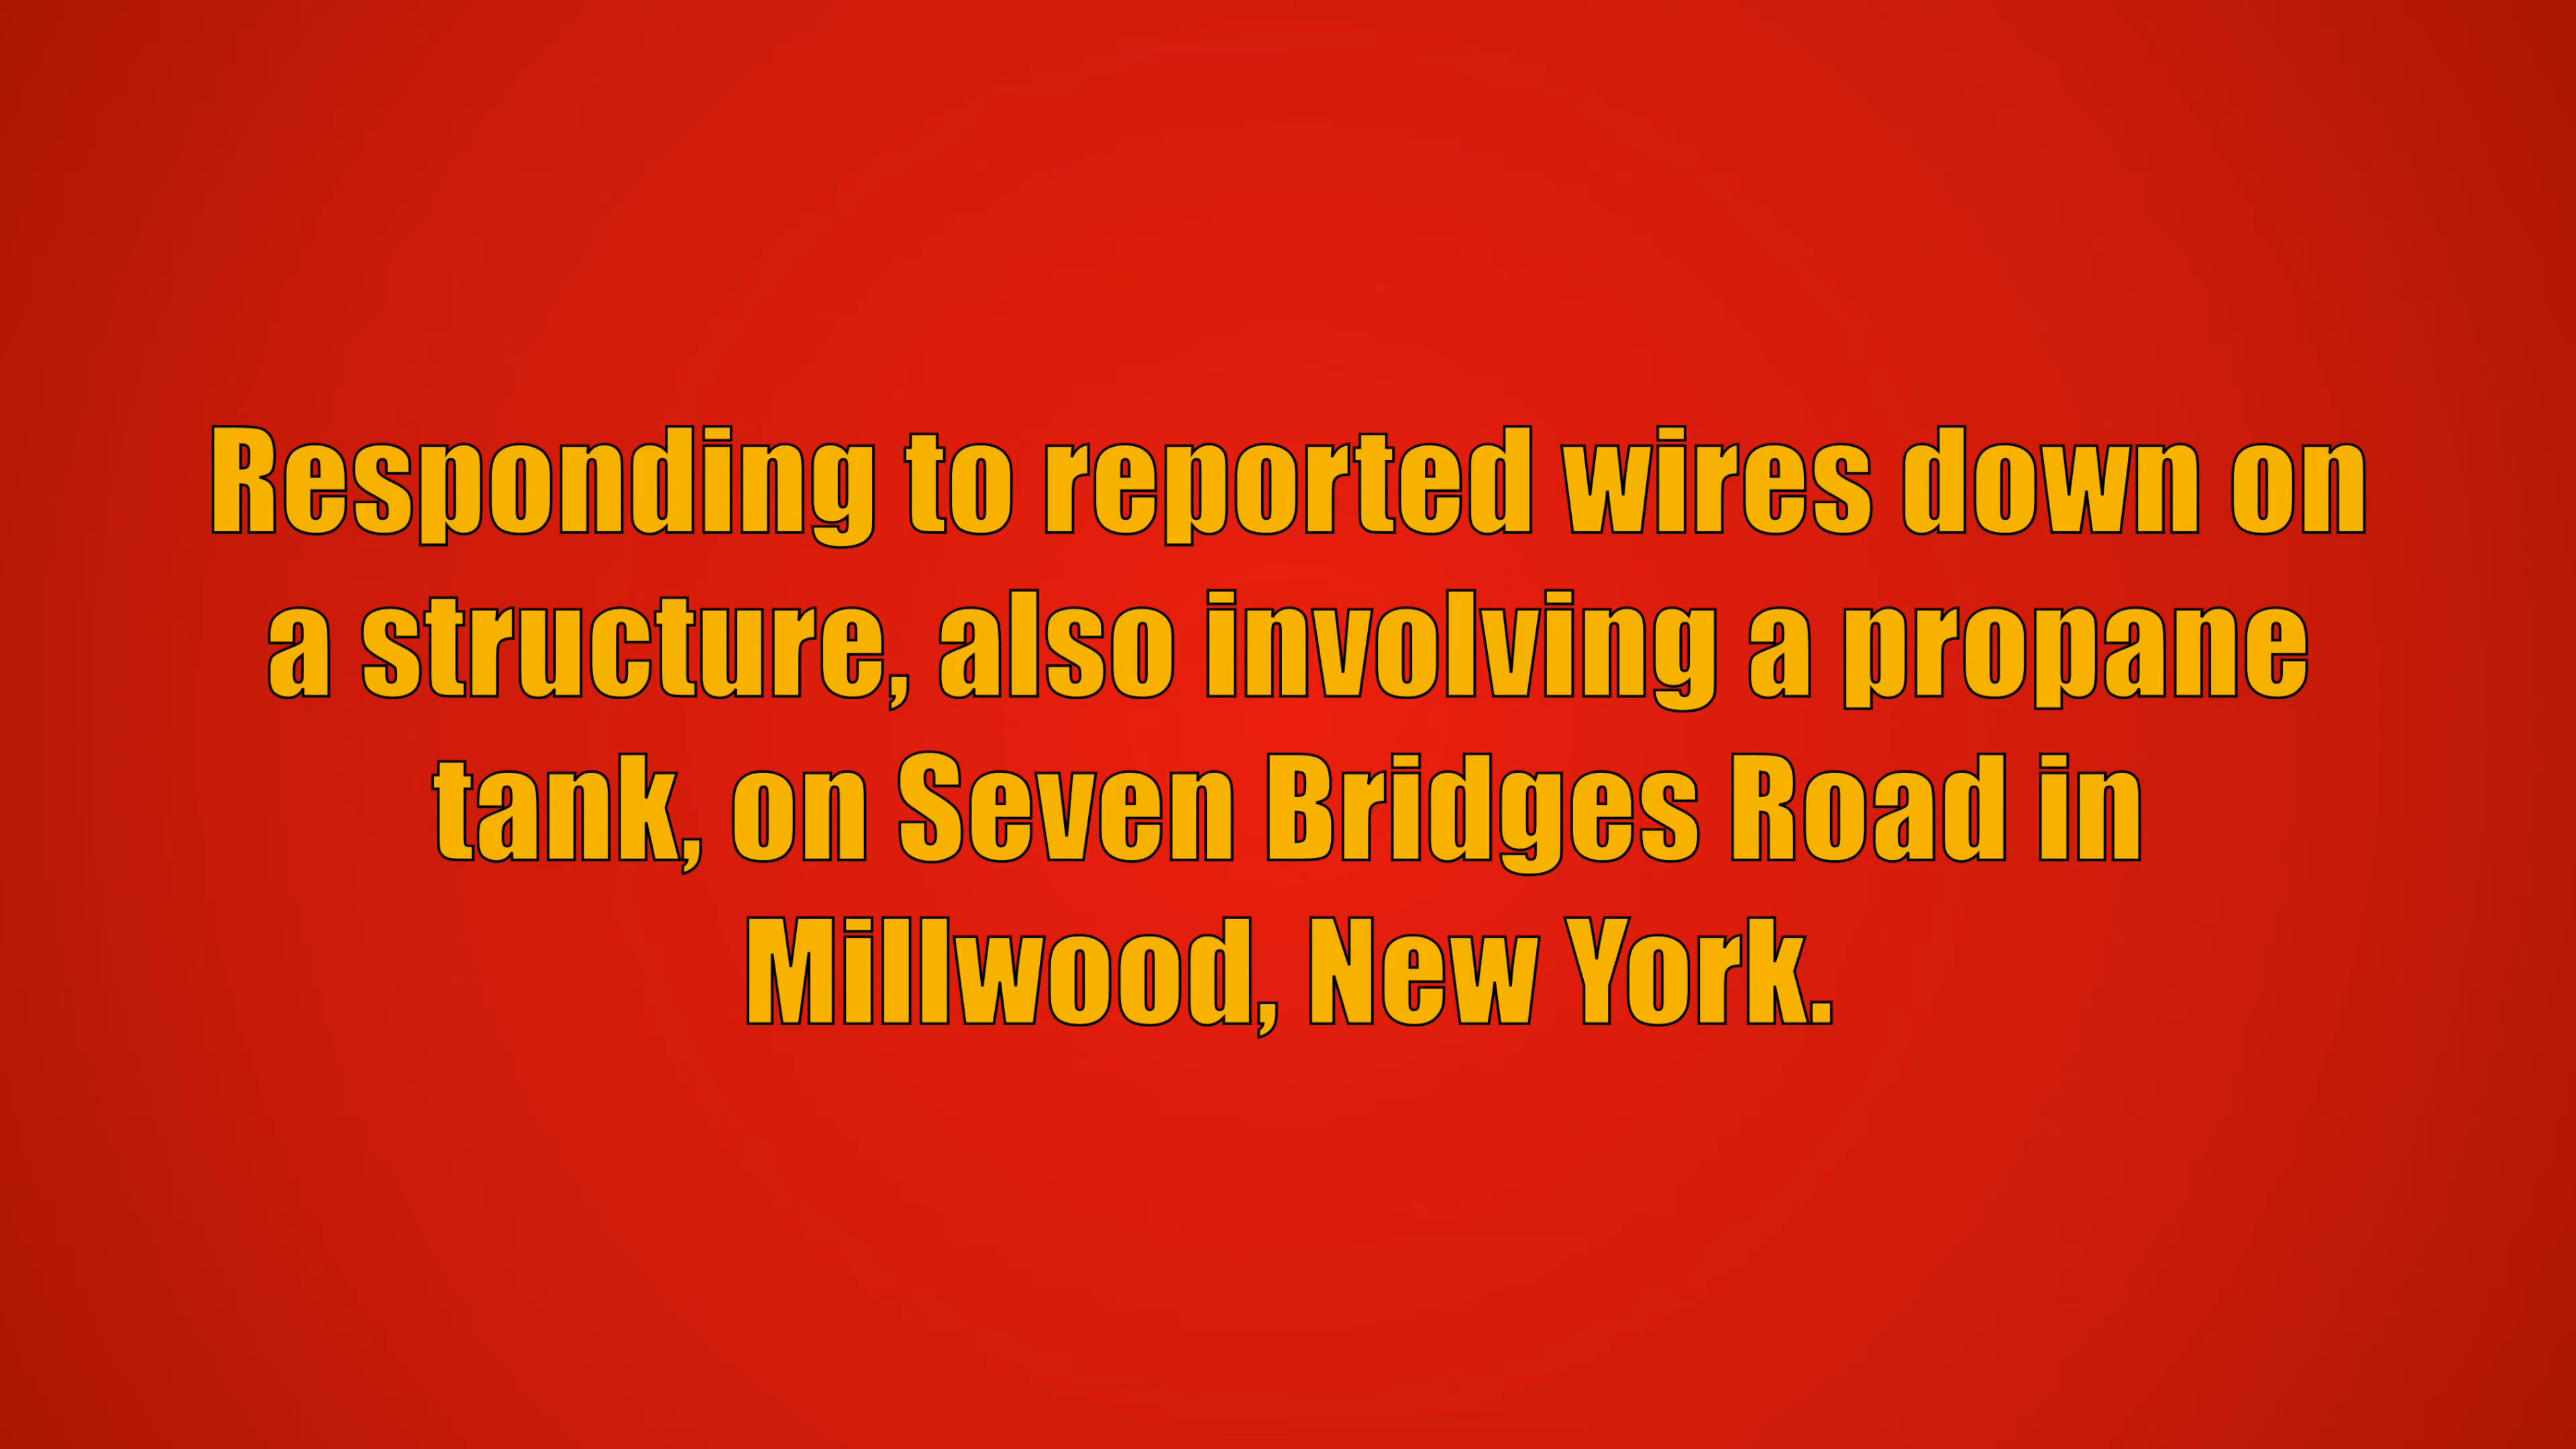 Responding to reported wires down on
a structure, also involving a propane
tank, on Seven Bridges Road in
Millwood, New York.